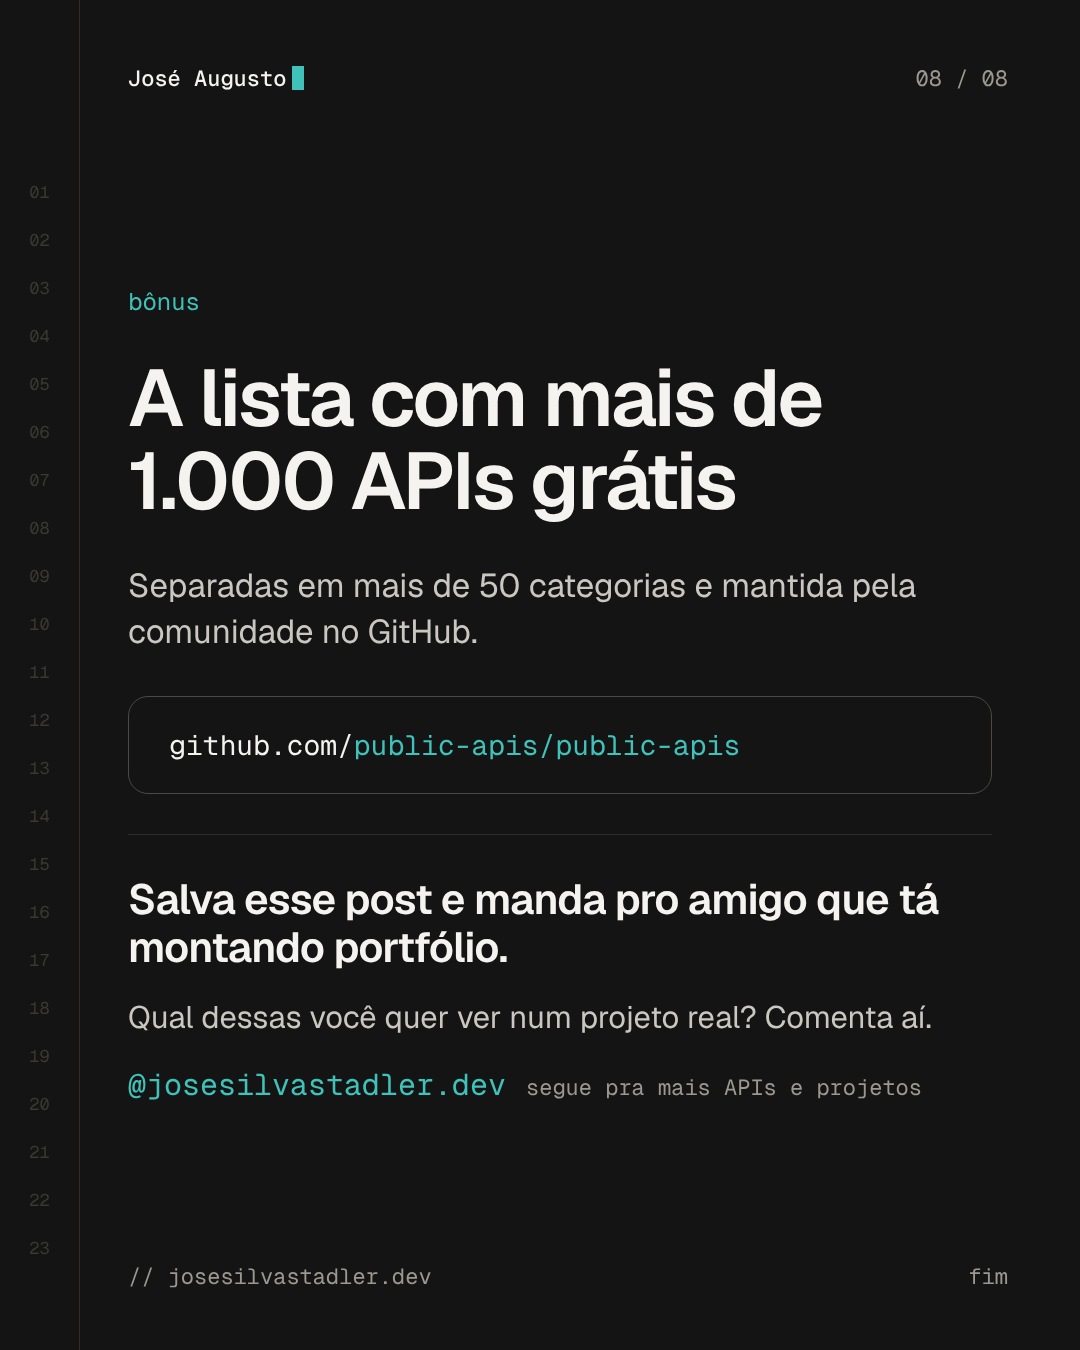 José Augusto
08 / 08
01
02
03
bônus
04
05
A lista com mais de
06
07
1.000 APIs grátis
08
09
Separadas em mais de 50 categorias e mantida pela
10
comunidade no GitHub.
11
12
github.com/public-apis/public-apis
13
14
15
Salva esse post e manda pro amigo que tá
16
montando portfólio.
17
18
Qual dessas você quer ver num projeto real? Comenta aí.
19
@josesilvastadler.dev segue pra mais APIs e projetos
20
21
22
23
// josesilvastadler.dev
fim